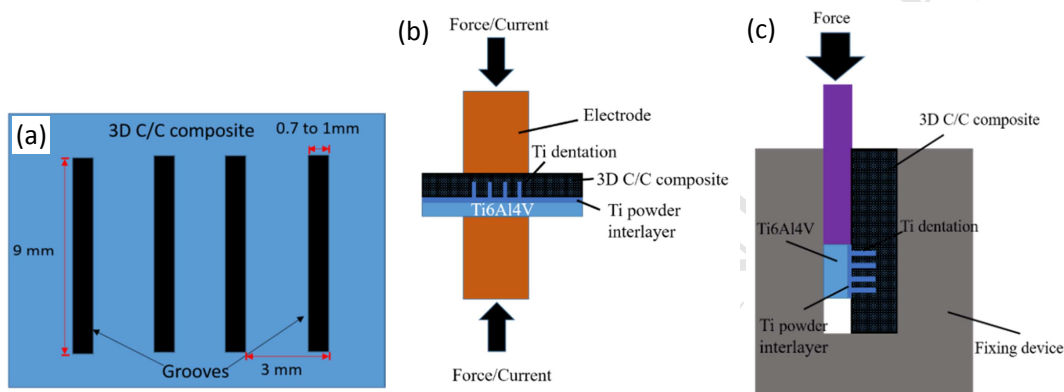 (a)
3D C/C composite
0.7 to 1mm
9 mm
Grooves
3 mm
(b)
Force/Current
Electrode
Ti dentation
3D C/C composite
Ti6Al4V
Ti powder
interlayer
Force/Current
(c)
Force
3D C/C composite
Ti6Al4V
Ti dentation
Ti powder
interlayer
Fixing device